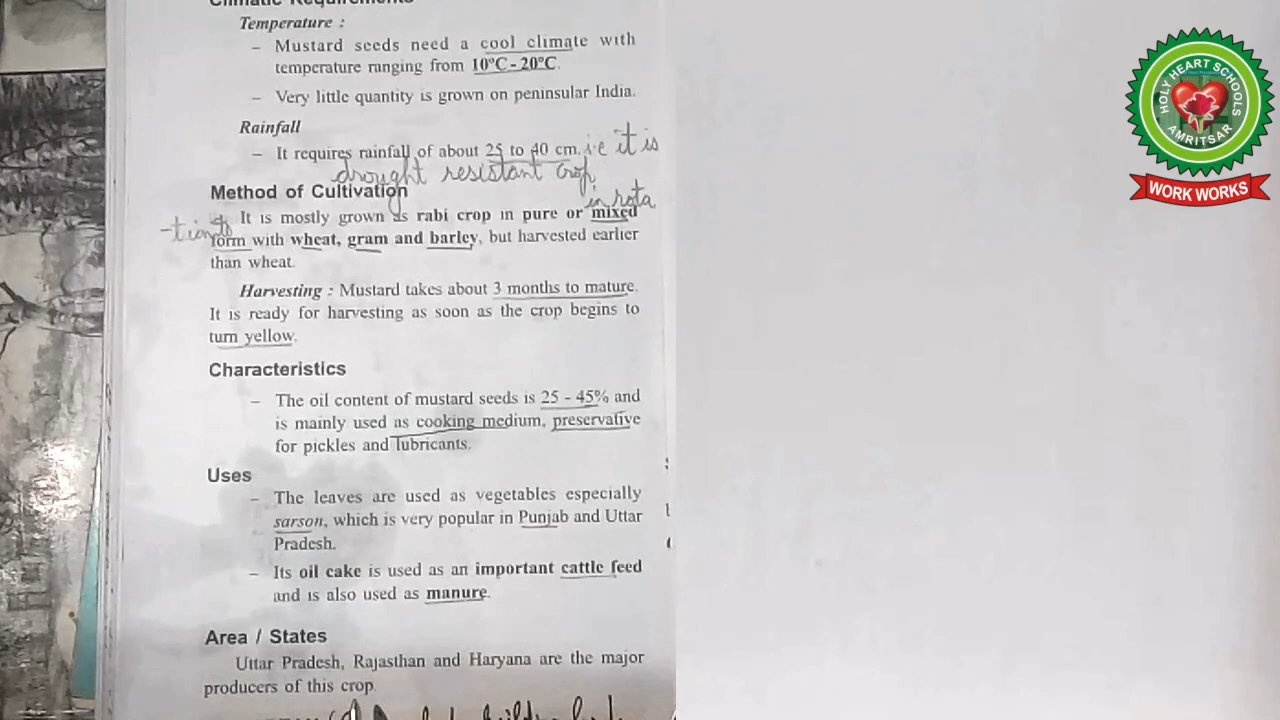 Climatic Requirements
Temperature :
– Mustard seeds need a cool climate with
temperature ranging from 10°C - 20°C.
– Very little quantity is grown on peninsular India.
Rainfall
– It requires rainfall of about 25 to 40 cm. i.e it is
drought resistant crop
Method of Cultivation
in rota
It is mostly grown as rabi crop in pure or mixed
-tion
form with wheat, gram and barley, but harvested earlier
than wheat.
Harvesting : Mustard takes about 3 months to mature.
It is ready for harvesting as soon as the crop begins to
turn yellow.
Characteristics
– The oil content of mustard seeds is 25 - 45% and
is mainly used as cooking medium, preservative
for pickles and lubricants.
Uses
– The leaves are used as vegetables especially
sarson, which is very popular in Punjab and Uttar
Pradesh.
– Its oil cake is used as an important cattle feed
and is also used as manure.
Area / States
Uttar Pradesh, Rajasthan and Haryana are the major
producers of this crop
HOLY HEART SCHOOLS
AMRITSAR
WORK WORKS